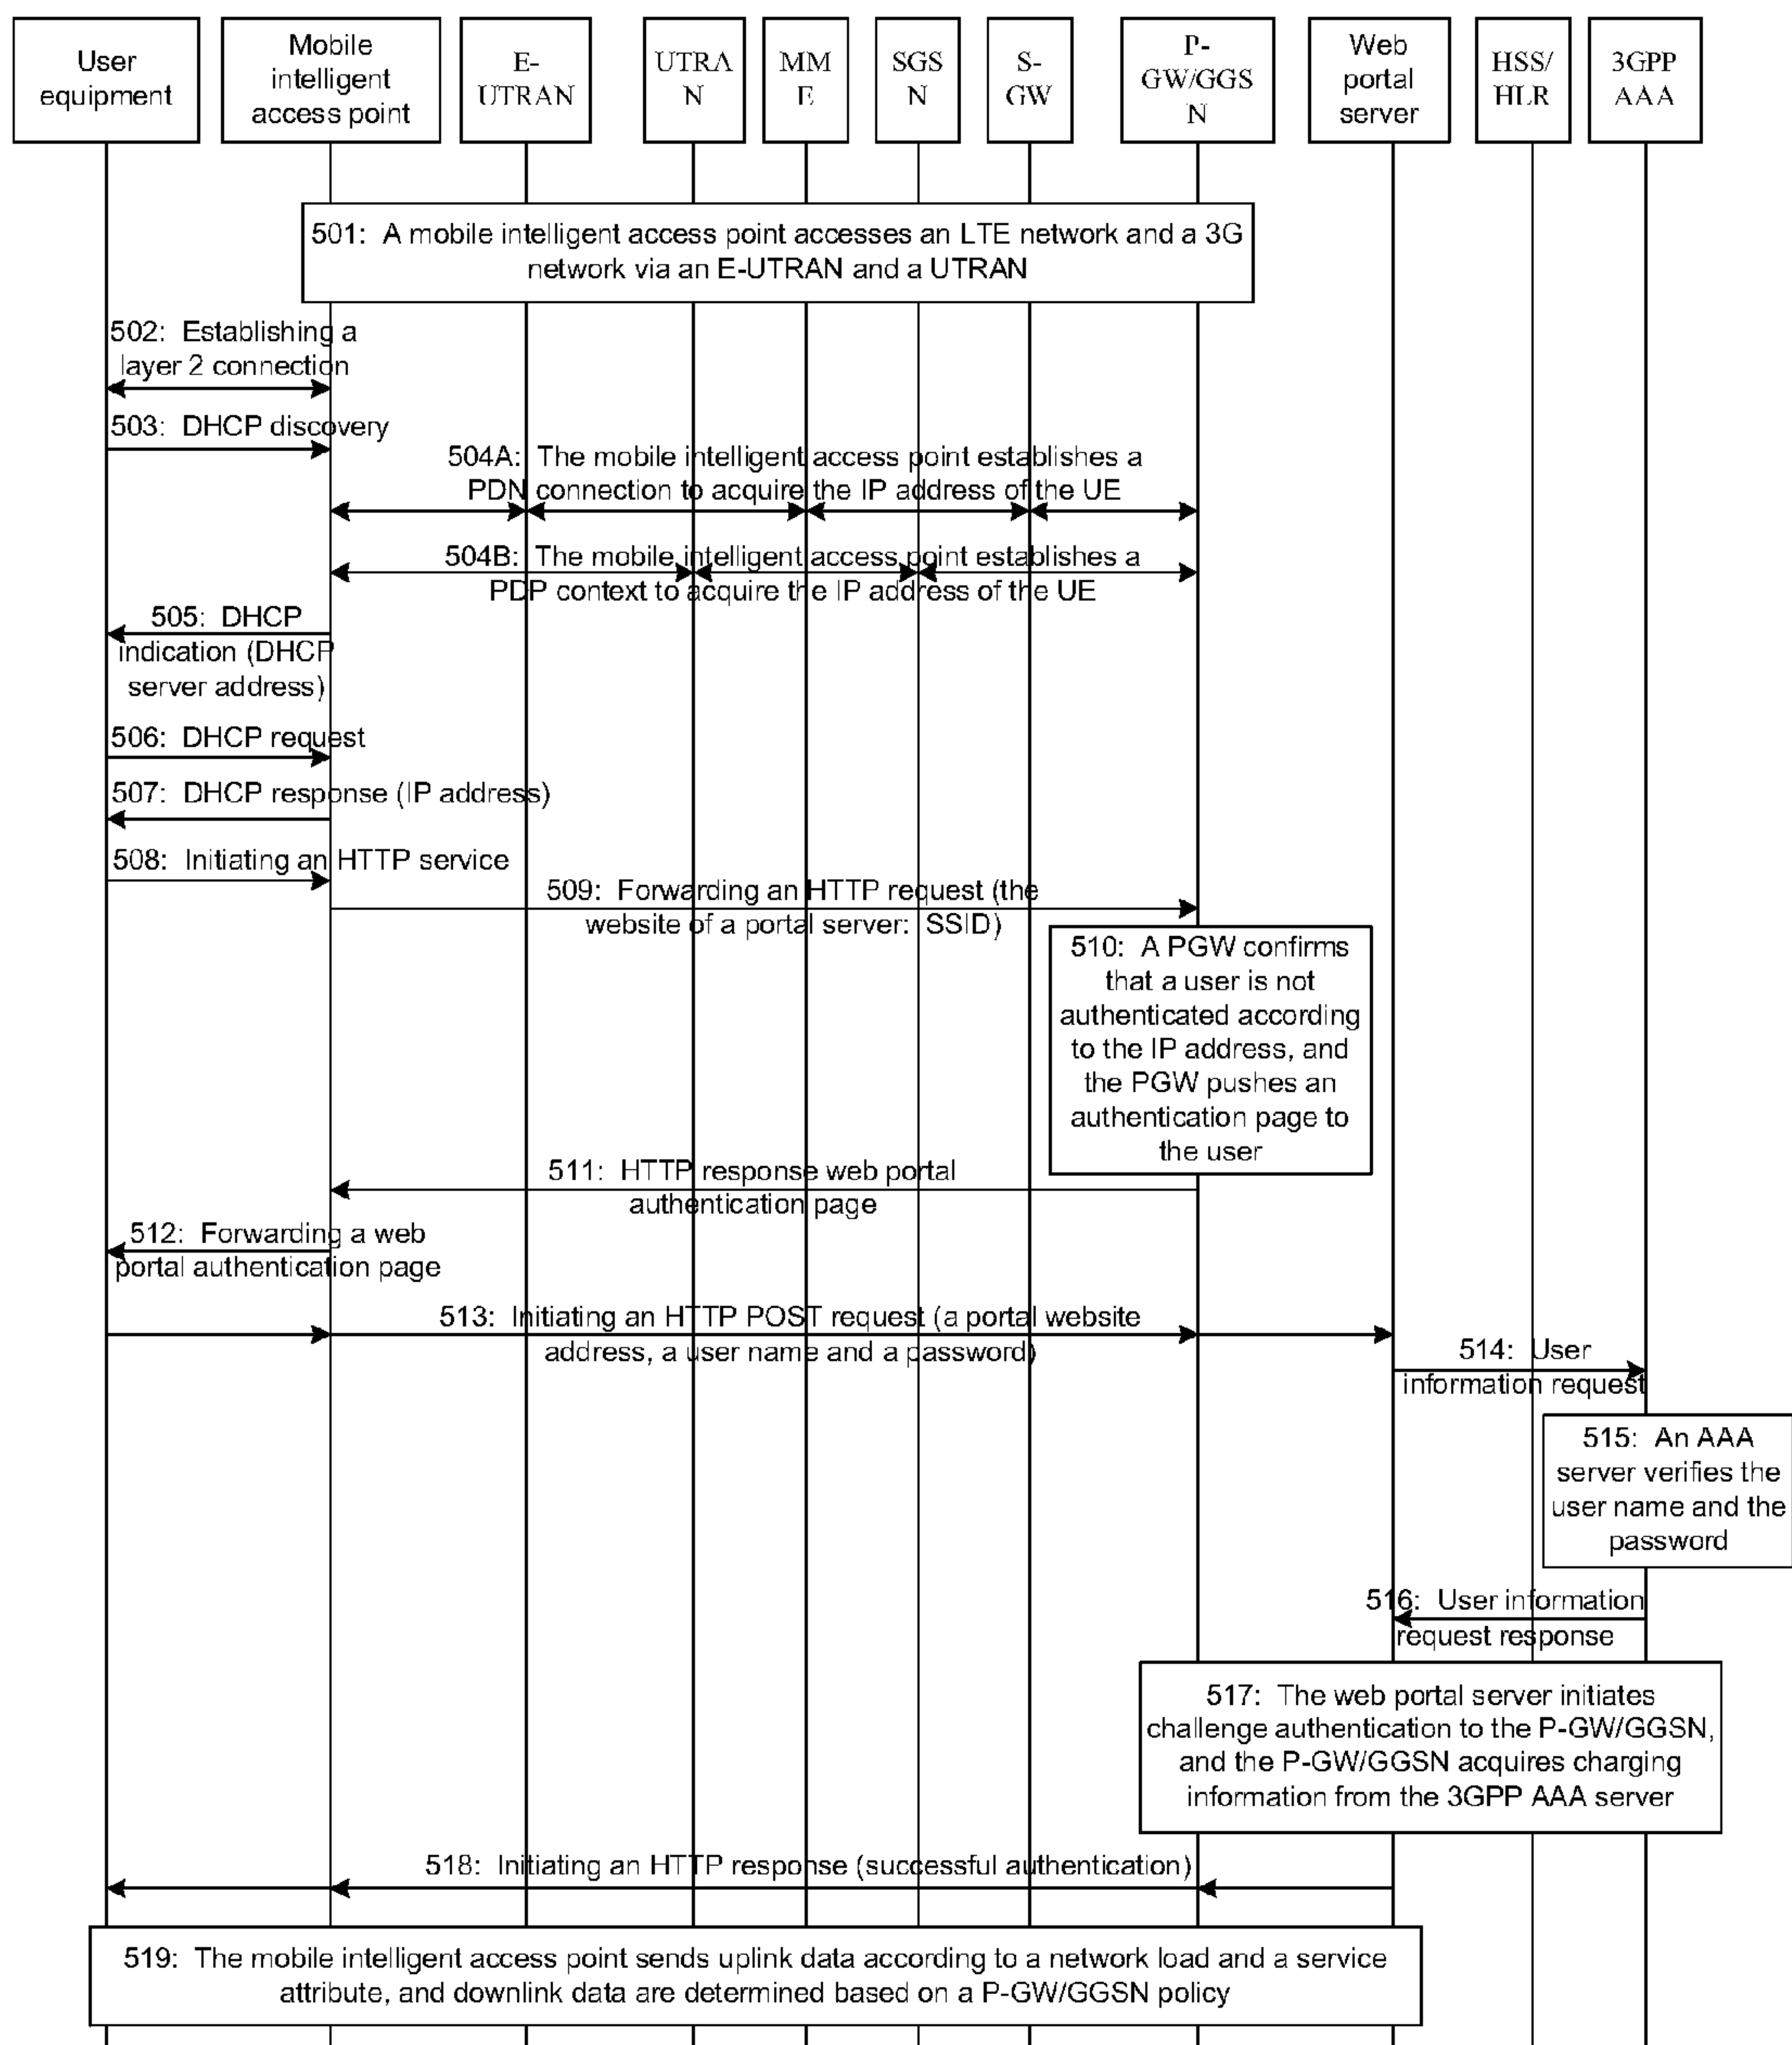 User
equipment
Mobile
intelligent
access point
E-
UTRAN
UTRA
N
MM
E
SGS
N
S-
GW
P-
GW/GGS
N
Web
portal
server
HSS/
HLR
3GPP
AAA
501: A mobile intelligent access point accesses an LTE network and a 3G
network via an E-UTRAN and a UTRAN
502: Establishing a
layer 2 connection
503: DHCP discovery
504A: The mobile intelligent access point establishes a
PDN connection to acquire the IP address of the UE
504B: The mobile intelligent access point establishes a
PDP context to acquire the IP address of the UE
505: DHCP
indication (DHCP
server address)
506: DHCP request
507: DHCP response (IP address)
508: Initiating an HTTP service
509: Forwarding an HTTP request (the
website of a portal server: SSID)
510: A PGW confirms
that a user is not
authenticated according
to the IP address, and
the PGW pushes an
authentication page to
the user
511: HTTP response web portal
authentication page
512: Forwarding a web
portal authentication page
513: Initiating an HTTP POST request (a portal website
address, a user name and a password)
514: User
information request
515: An AAA
server verifies the
user name and the
password
516: User information
request response
517: The web portal server initiates
challenge authentication to the P-GW/GGSN,
and the P-GW/GGSN acquires charging
information from the 3GPP AAA server
518: Initiating an HTTP response (successful authentication)
519: The mobile intelligent access point sends uplink data according to a network load and a service
attribute, and downlink data are determined based on a P-GW/GGSN policy